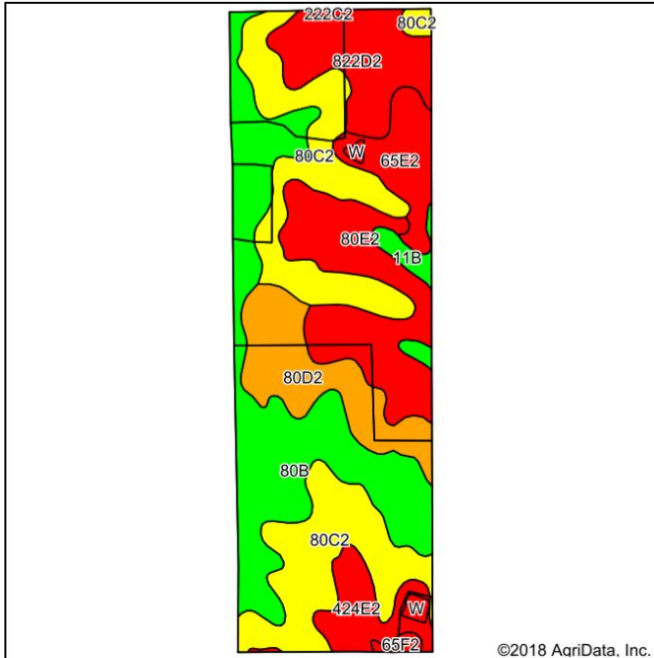 222C2
80C2
822D2
80C2
W
65E2
80E2
11B
80D2
80B
80C2
424E2
W
65F2
©2018 AgriData, Inc.